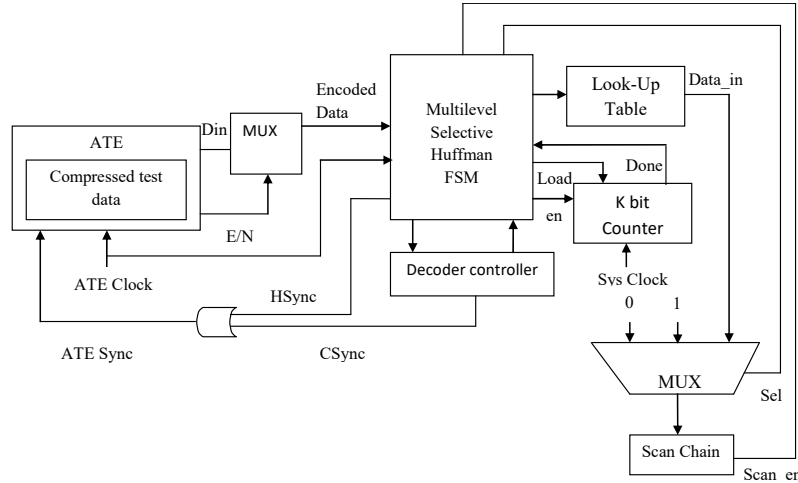 Encoded
Data
Din
MUX
ATE
Compressed test
data
E/N
ATE Clock
Multilevel
Selective
Huffman
FSM
Look-Up
Table
Data_in
Done
Load
en
K bit
Counter
Decoder controller
Sys Clock
0
1
HSync
CSync
ATE Sync
MUX
Sel
Scan Chain
Scan_en